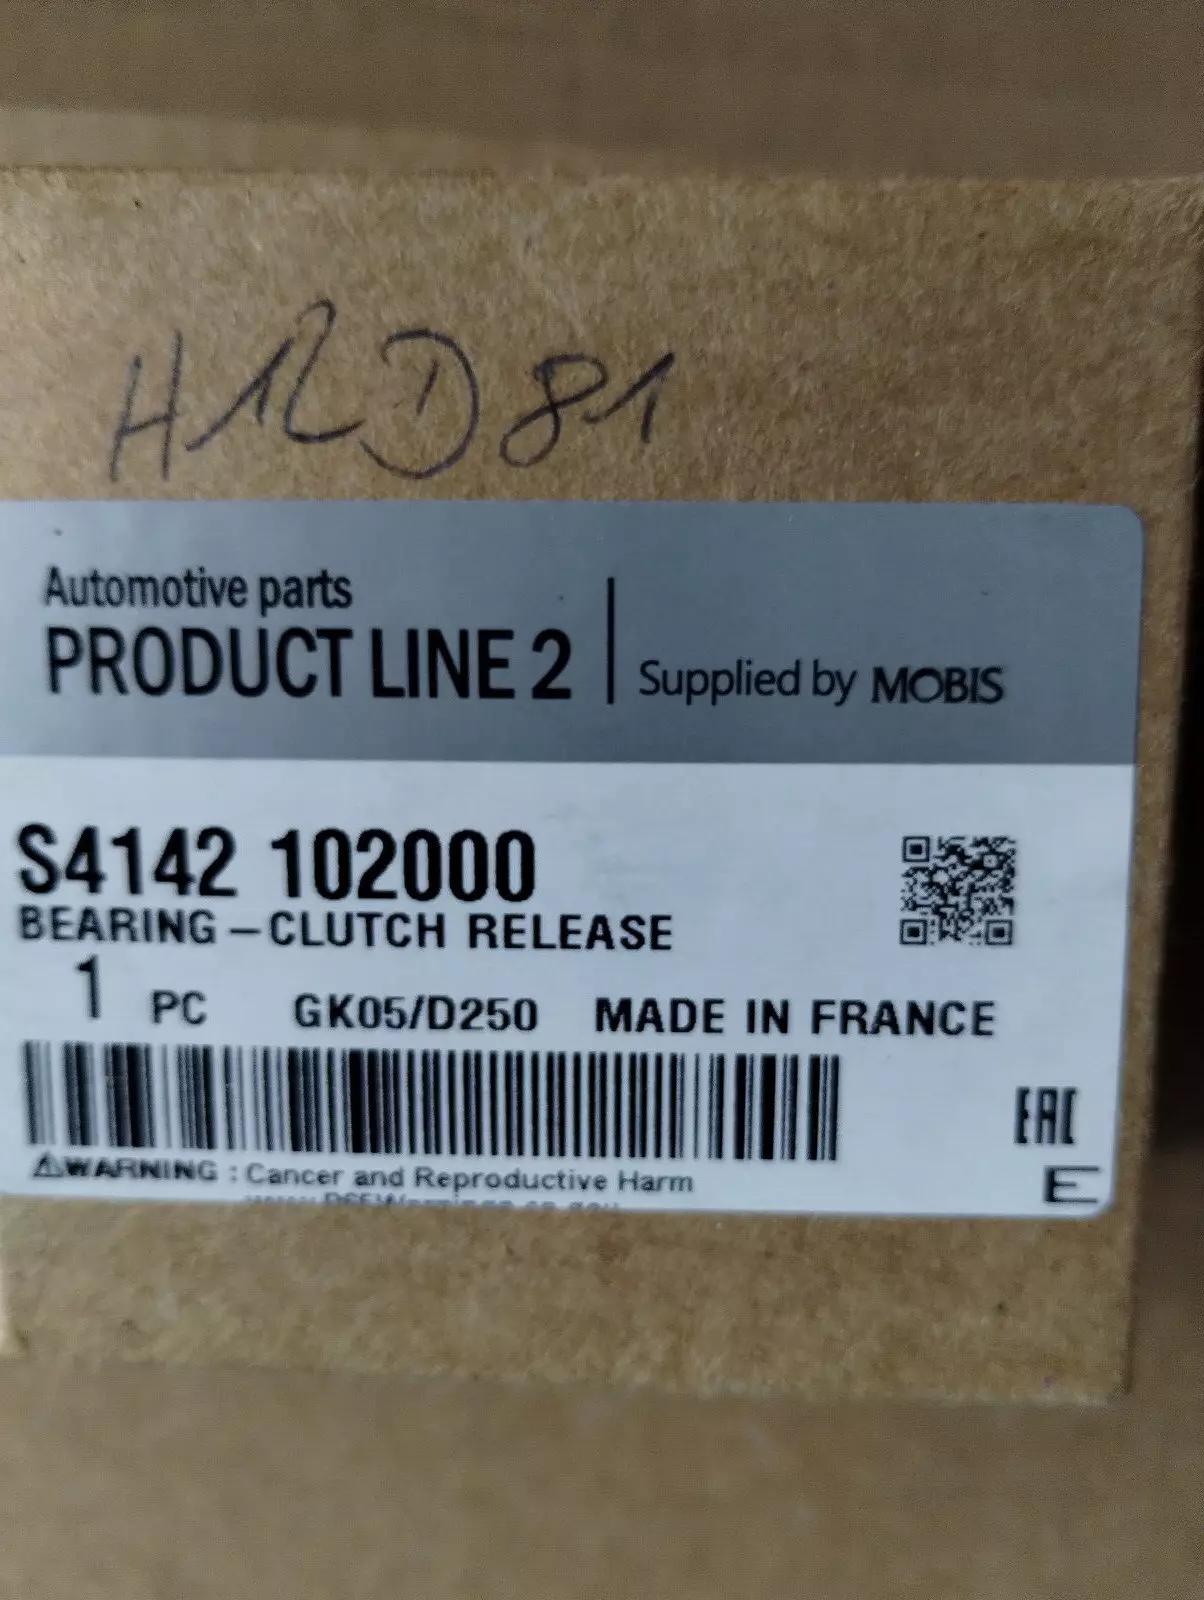 H12D81
Automotive parts
PRODUCT LINE 2
Supplied by MOBIS
S4142 102000
BEARING-CLUTCH RELEASE
1 PC GK05/D250 MADE IN FRANCE
EAC
⚠WARNING : Cancer and Reproductive Harm
E